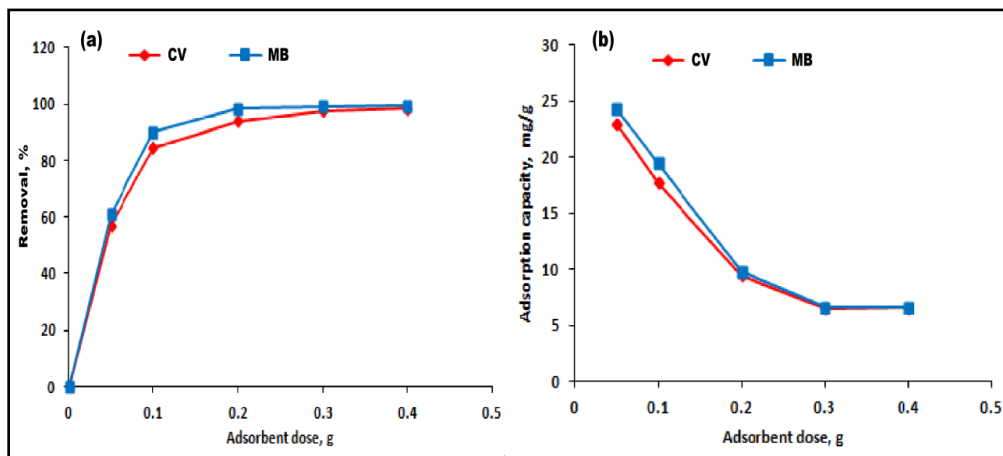 (a)
CV
MB
120
100
80
60
40
20
0
Removal, %
0 0.1 0.2 0.3 0.4 0.5
Adsorbent dose, g
(b)
CV
MB
30
25
20
15
10
5
0
Adsorption capacity, mg/g
0 0.1 0.2 0.3 0.4 0.5
Adsorbent dose, g